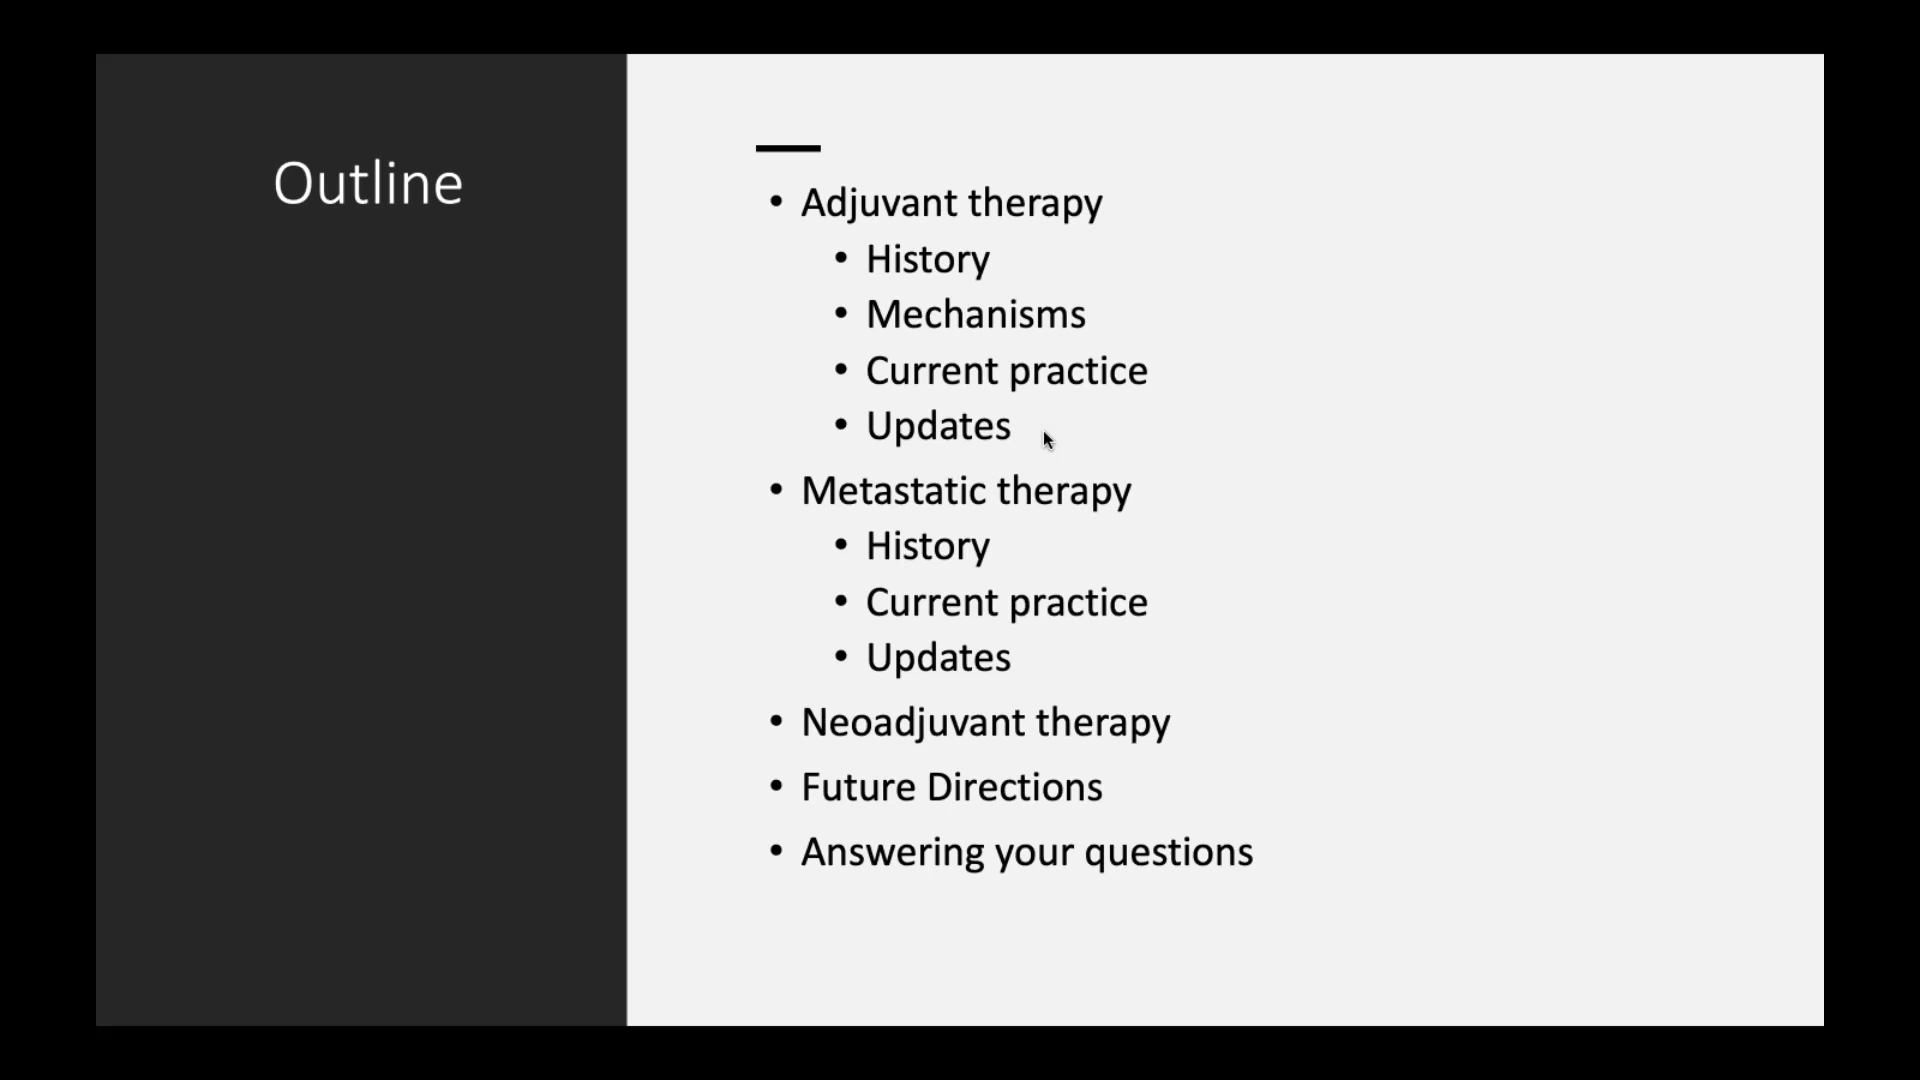 Outline
• Adjuvant therapy
• History
• Mechanisms
• Current practice
• Updates
• Metastatic therapy
• History
• Current practice
• Updates
• Neoadjuvant therapy
• Future Directions
• Answering your questions